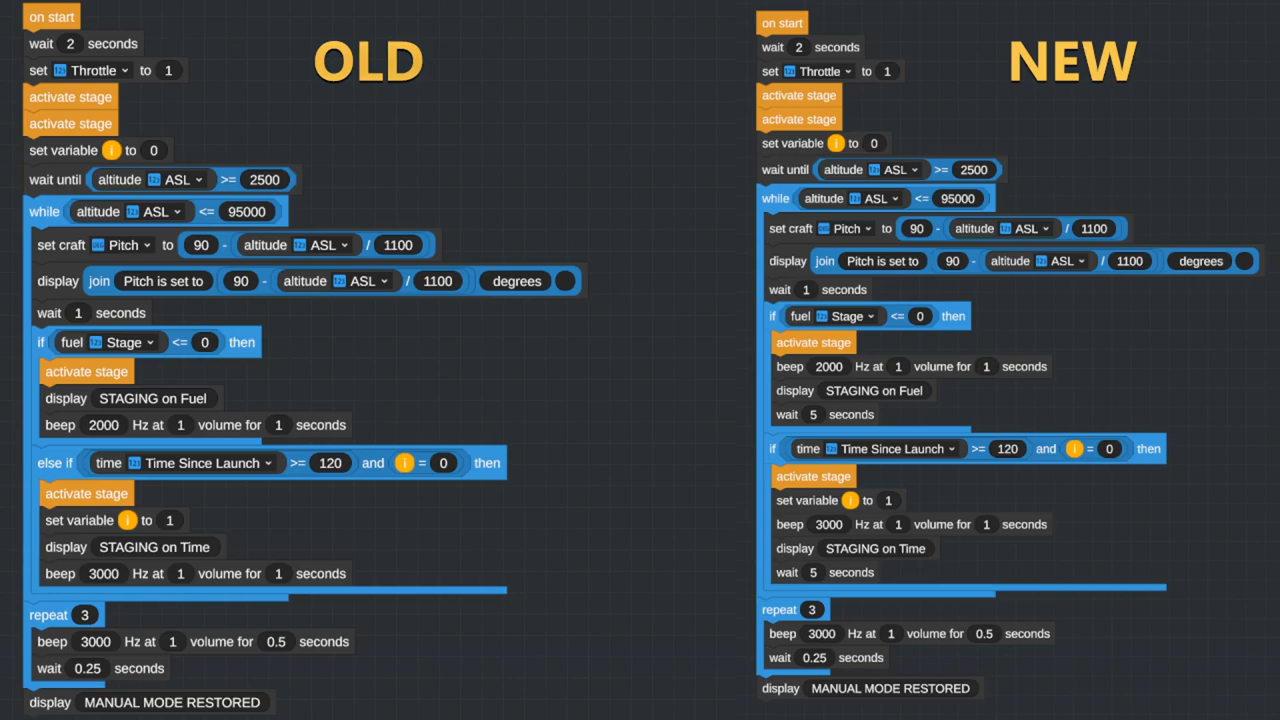 OLD
on start
wait 2 seconds
set Throttle to 1
activate stage
activate stage
set variable i to 0
wait until altitude ASL >= 2500
while altitude ASL <= 95000
set craft Pitch to 90 - altitude ASL / 1100
display join Pitch is set to 90 - altitude ASL / 1100 degrees
wait 1 seconds
if fuel Stage <= 0 then
activate stage
display STAGING on Fuel
beep 2000 Hz at 1 volume for 1 seconds
else if time Time Since Launch >= 120 and i = 0 then
activate stage
set variable i to 1
display STAGING on Time
beep 3000 Hz at 1 volume for 1 seconds
repeat 3
beep 3000 Hz at 1 volume for 0.5 seconds
wait 0.25 seconds
display MANUAL MODE RESTORED
NEW
on start
wait 2 seconds
set Throttle to 1
activate stage
activate stage
set variable i to 0
wait until altitude ASL >= 2500
while altitude ASL <= 95000
set craft Pitch to 90 - altitude ASL / 1100
display join Pitch is set to 90 - altitude ASL / 1100 degrees
wait 1 seconds
if fuel Stage <= 0 then
activate stage
beep 2000 Hz at 1 volume for 1 seconds
display STAGING on Fuel
wait 5 seconds
if time Time Since Launch >= 120 and i = 0 then
activate stage
set variable i to 1
beep 3000 Hz at 1 volume for 1 seconds
display STAGING on Time
wait 5 seconds
repeat 3
beep 3000 Hz at 1 volume for 0.5 seconds
wait 0.25 seconds
display MANUAL MODE RESTORED